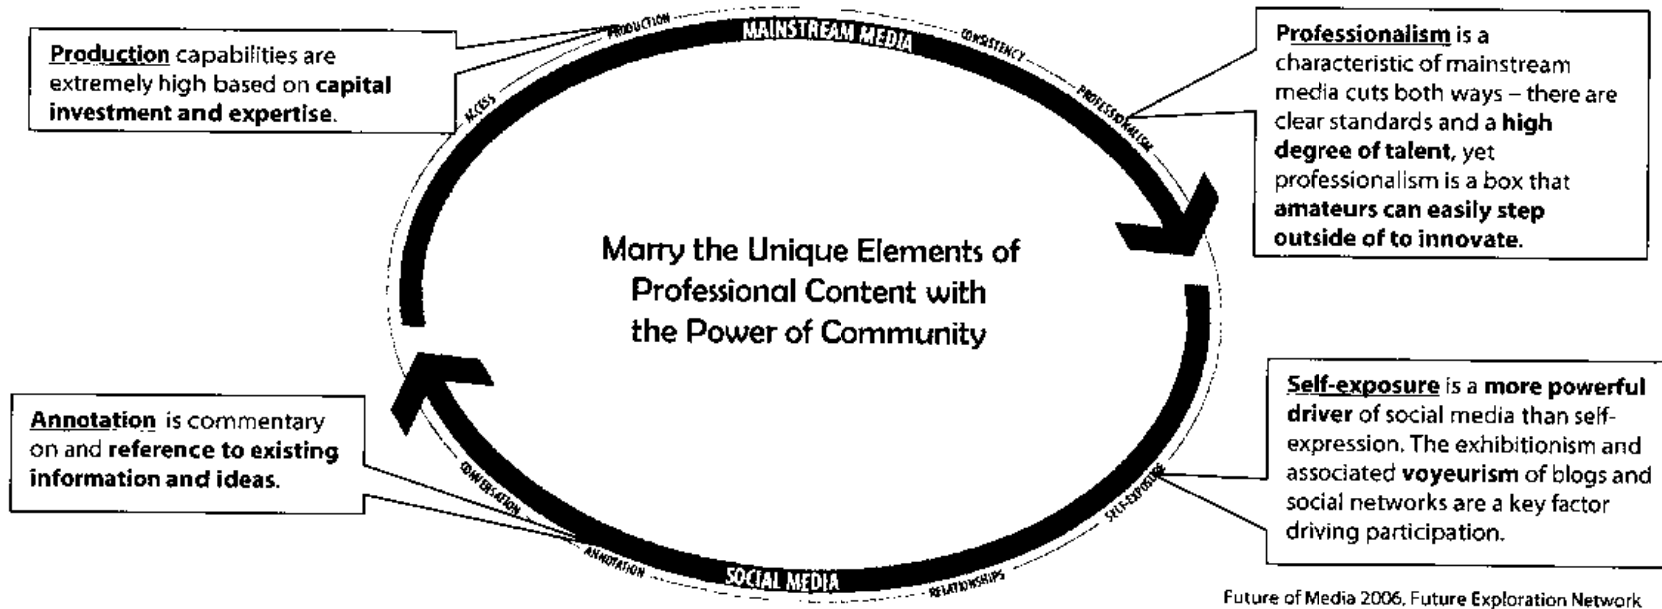 PRODUCTION
MAINSTREAM MEDIA
CONSISTENCY
ACCESS
PROFESSIONALISM
Production capabilities are
extremely high based on capital
investment and expertise.
Professionalism is a
characteristic of mainstream
media cuts both ways – there are
clear standards and a high
degree of talent, yet
professionalism is a box that
amateurs can easily step
outside of to innovate.
Marry the Unique Elements of
Professional Content with
the Power of Community
Annotation is commentary
on and reference to existing
information and ideas.
Self-exposure is a more powerful
driver of social media than self-
expression. The exhibitionism and
associated voyeurism of blogs and
social networks are a key factor
driving participation.
CONVERSATION
SELF-EXPOSURE
ANNOTATION
SOCIAL MEDIA
RELATIONSHIPS
Future of Media 2006, Future Exploration Network